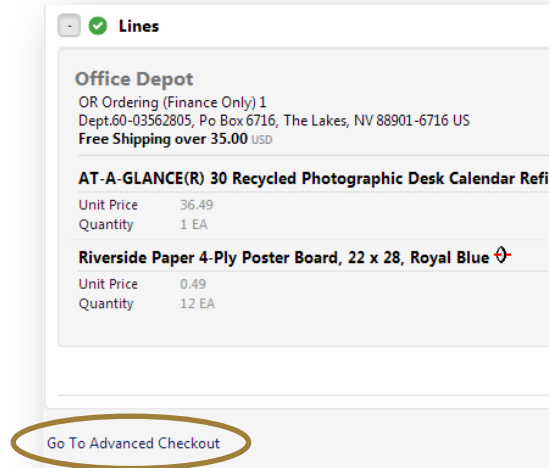 - Lines
Office Depot
OR Ordering (Finance Only) 1
Dept.60-03562805, Po Box 6716, The Lakes, NV 88901-6716 US
Free Shipping over 35.00 USD
AT-A-GLANCE(R) 30 Recycled Photographic Desk Calendar Refi
Unit Price 36.49
Quantity 1 EA
Riverside Paper 4-Ply Poster Board, 22 x 28, Royal Blue
Unit Price 0.49
Quantity 12 EA
Go To Advanced Checkout